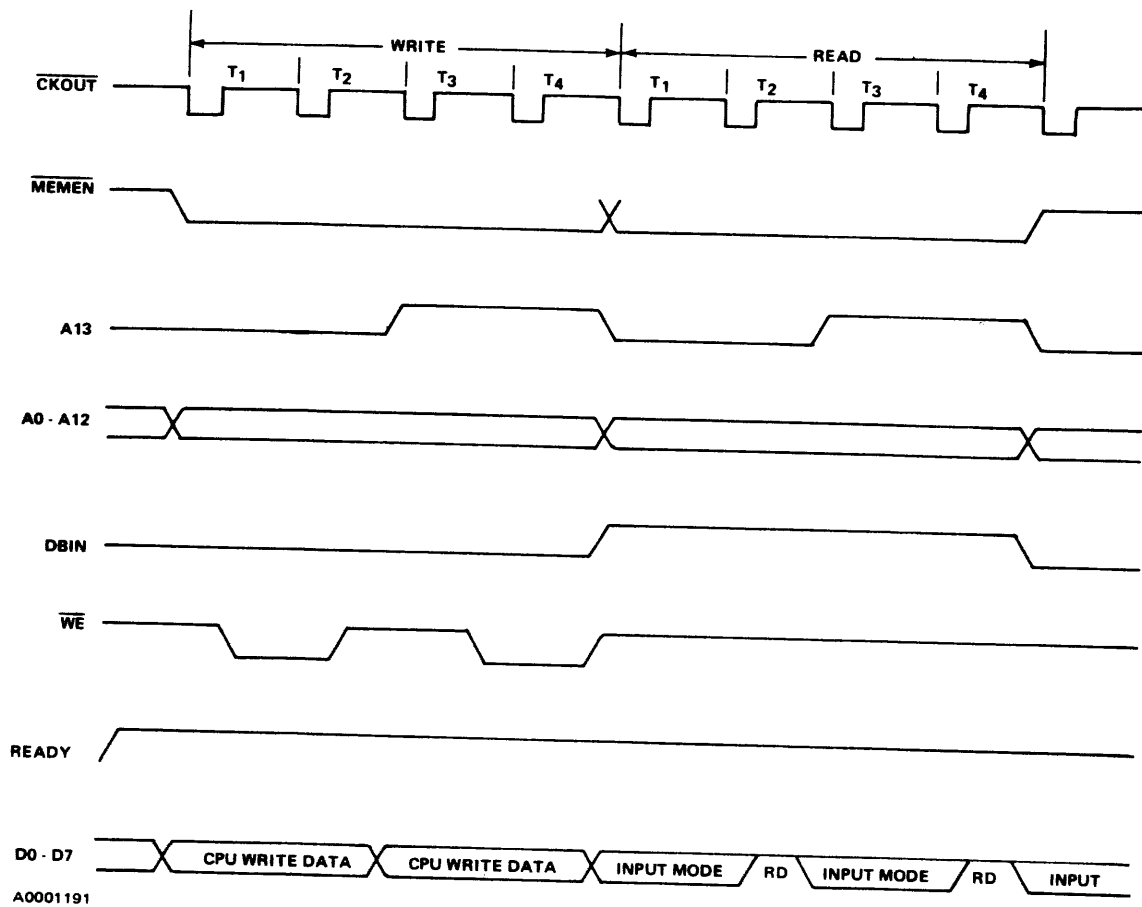 WRITE READ
T1 T2 T3 T4 T1 T2 T3 T4
CKOUT
MEMEN
A13
A0 - A12
DBIN
WE
READY
D0 - D7 CPU WRITE DATA CPU WRITE DATA INPUT MODE RD INPUT MODE RD INPUT
A0001191